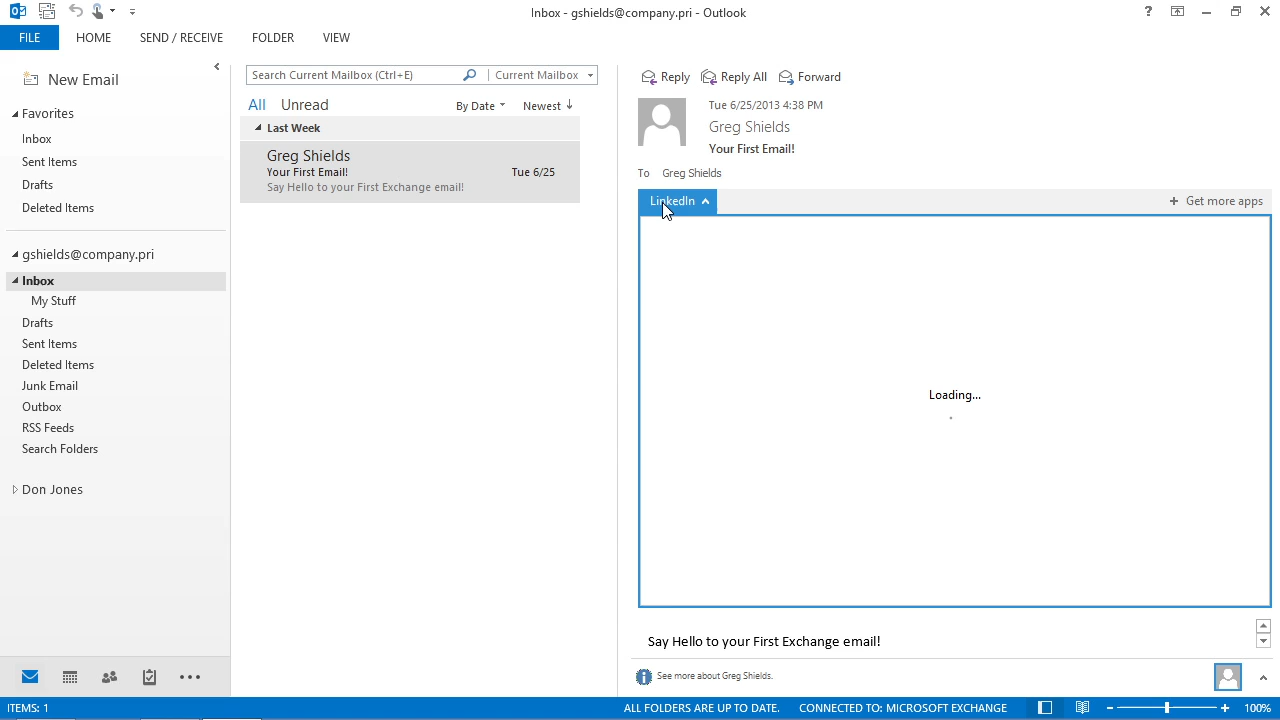 Inbox - gshields@company.pri - Outlook
FILE HOME SEND / RECEIVE FOLDER VIEW
New Email
Favorites
Inbox
Sent Items
Drafts
Deleted Items
gshields@company.pri
Inbox
My Stuff
Drafts
Sent Items
Deleted Items
Junk Email
Outbox
RSS Feeds
Search Folders
Don Jones
Search Current Mailbox (Ctrl+E) Current Mailbox
All Unread By Date Newest
Last Week
Greg Shields
Your First Email! Tue 6/25
Say Hello to your First Exchange email!
Reply Reply All Forward
Tue 6/25/2013 4:38 PM
Greg Shields
Your First Email!
To Greg Shields
LinkedIn + Get more apps
Loading...
Say Hello to your First Exchange email!
See more about Greg Shields.
ITEMS: 1 ALL FOLDERS ARE UP TO DATE. CONNECTED TO: MICROSOFT EXCHANGE 100%